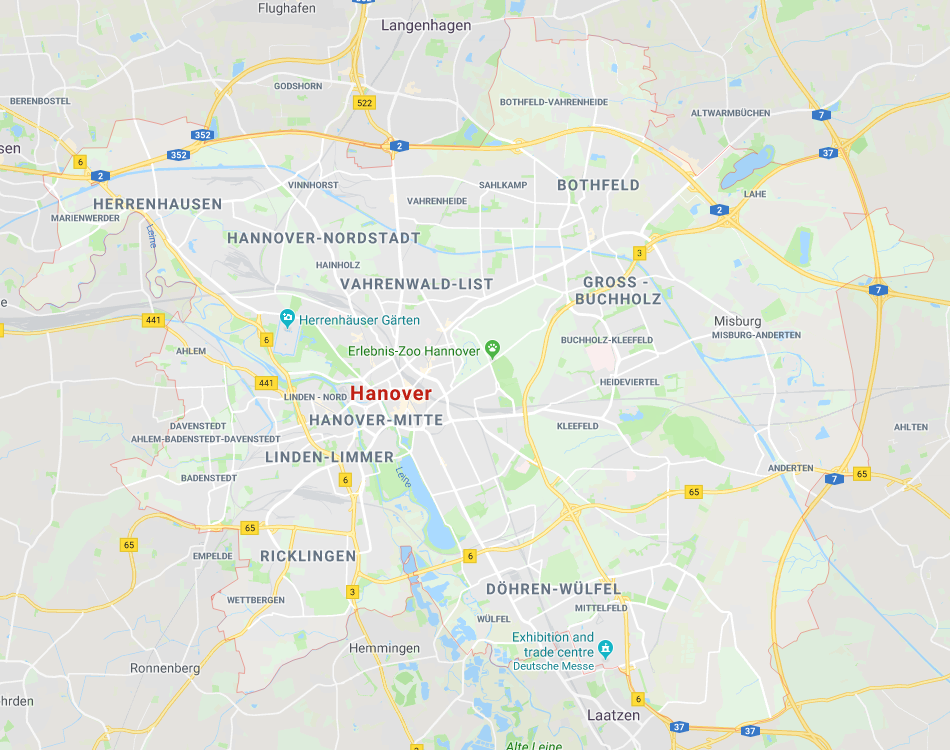 352
Flughafen
Langenhagen
GODSHORN
522
BERENBOSTEL
BOTHFELD-VAHRENHEIDE
ALTWARMBÜCHEN
7
352
sen
352
2
37
6
2
VINNHORST
SAHLKAMP
BOTHFELD
LAHE
HERRENHAUSEN
VAHRENHEIDE
MARIENWERDER
2
Leine
HANNOVER-NORDSTADT
3
HAINHOLZ
VAHRENWALD-LIST
GROSS -
BUCHHOLZ
7
e
441
Herrenhäuser Gärten
Misburg
MISBURG-ANDERTEN
6
BUCHHOLZ-KLEEFELD
AHLEM
Erlebnis-Zoo Hannover
441
HEIDEVIERTEL
LINDEN - NORD
Hanover
HANOVER-MITTE
DAVENSTEDT
KLEEFELD
AHLTEN
AHLEM-BADENSTEDT-DAVENSTEDT
LINDEN-LIMMER
ANDERTEN
BADENSTEDT
Leine
6
7
65
65
65
65
EMPELDE
RICKLINGEN
6
DÖHREN-WÜLFEL
3
WETTBERGEN
MITTELFELD
WÜLFEL
Hemmingen
Exhibition and
trade centre
Deutsche Messe
Ronnenberg
hrden
6
Laatzen
37
37
3
Alte Leine